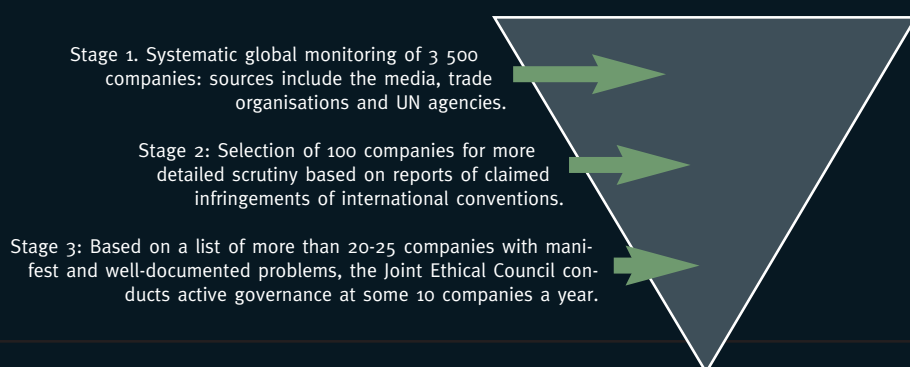 Stage 1. Systematic global monitoring of 3 500
companies: sources include the media, trade
organisations and UN agencies.
Stage 2: Selection of 100 companies for more
detailed scrutiny based on reports of claimed
infringements of international conventions.
Stage 3: Based on a list of more than 20-25 companies with mani-
fest and well-documented problems, the Joint Ethical Council con-
ducts active governance at some 10 companies a year.